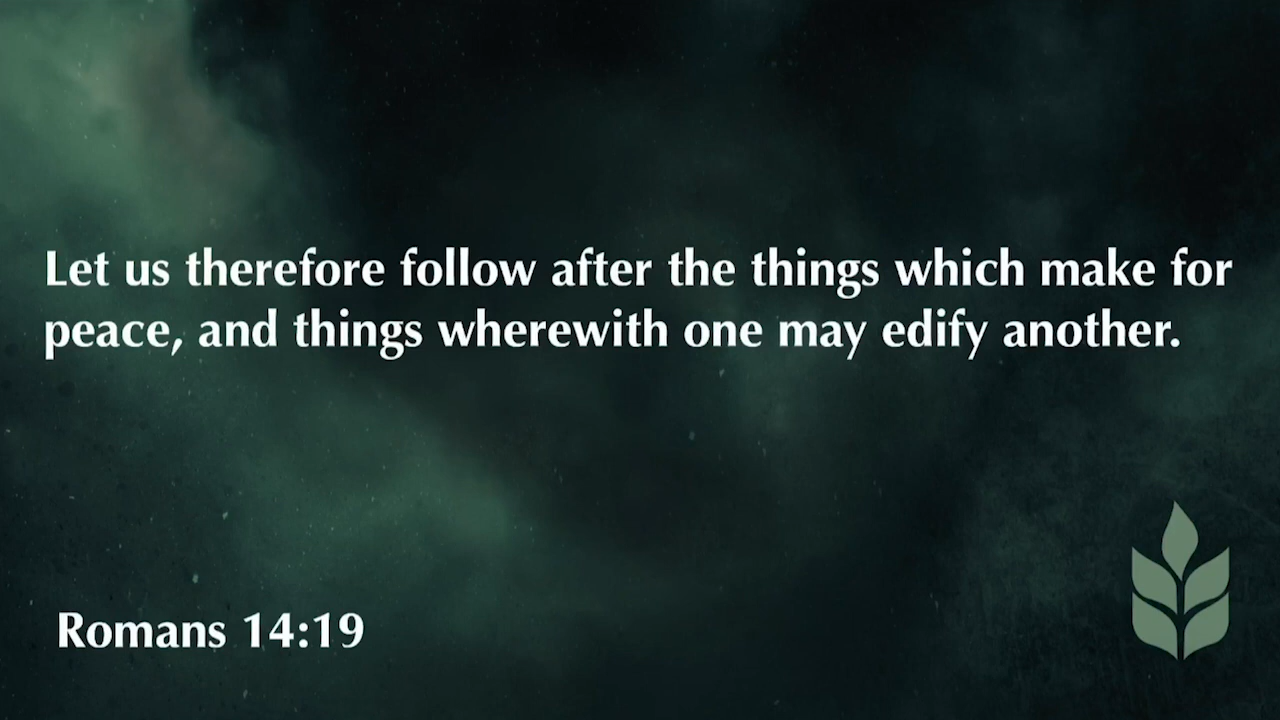 Let us therefore follow after the things which make for
peace, and things wherewith one may edify another.
Romans 14:19